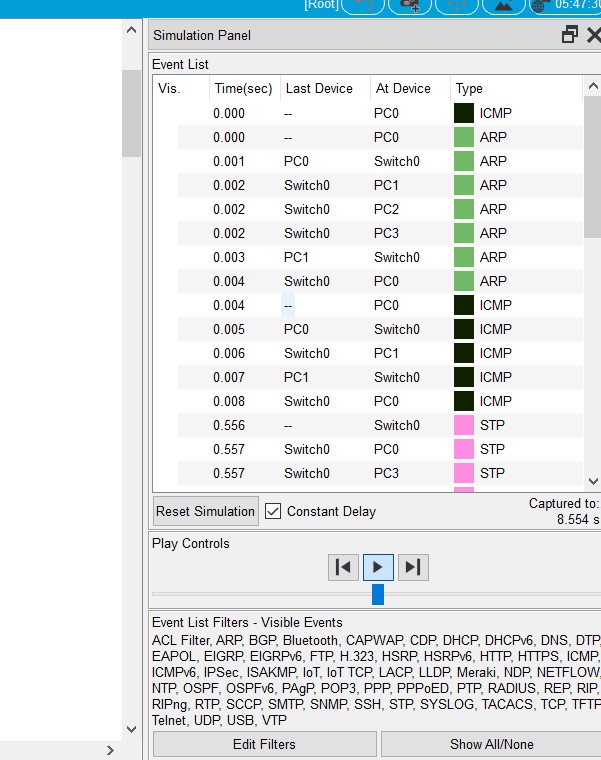 [Root]
05:47:30
Simulation Panel
Event List
Vis. Time(sec) Last Device At Device Type
0.000 -- PC0 ICMP
0.000 -- PC0 ARP
0.001 PC0 Switch0 ARP
0.002 Switch0 PC1 ARP
0.002 Switch0 PC2 ARP
0.002 Switch0 PC3 ARP
0.003 PC1 Switch0 ARP
0.004 Switch0 PC0 ARP
0.004 -- PC0 ICMP
0.005 PC0 Switch0 ICMP
0.006 Switch0 PC1 ICMP
0.007 PC1 Switch0 ICMP
0.008 Switch0 PC0 ICMP
0.556 -- Switch0 STP
0.557 Switch0 PC0 STP
0.557 Switch0 PC3 STP
Reset Simulation Constant Delay Captured to:
8.554 s
Play Controls
Event List Filters - Visible Events
ACL Filter, ARP, BGP, Bluetooth, CAPWAP, CDP, DHCP, DHCPv6, DNS, DTP,
EAPOL, EIGRP, EIGRPv6, FTP, H.323, HSRP, HSRPv6, HTTP, HTTPS, ICMP,
ICMPv6, IPSec, ISAKMP, IoT, IoT TCP, LACP, LLDP, Meraki, NDP, NETFLOW,
NTP, OSPF, OSPFv6, PAgP, POP3, PPP, PPPoED, PTP, RADIUS, REP, RIP,
RIPng, RTP, SCCP, SMTP, SNMP, SSH, STP, SYSLOG, TACACS, TCP, TFTP,
Telnet, UDP, USB, VTP
Edit Filters Show All/None